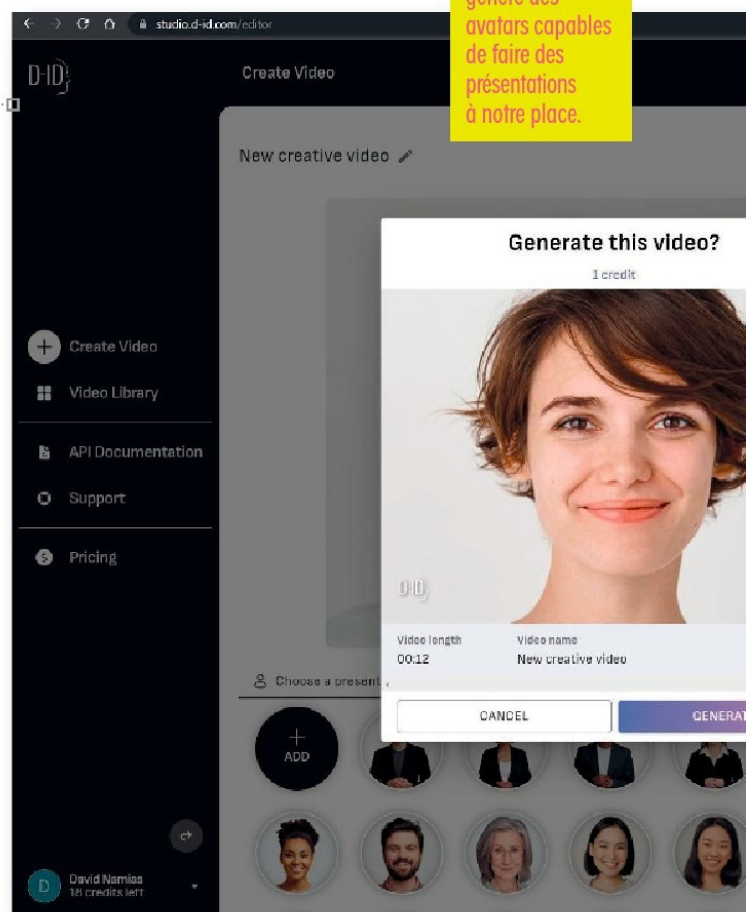 génère des
avatars capables
de faire des
présentations
à notre place.
studio.d-id.com/editor
D-ID
Create Video
New creative video
Generate this video?
1 credit
Create Video
Video Library
API Documentation
Support
Pricing
D-ID
Video length
Video name
00:12
New creative video
Choose a present
CANCEL
GENERAT
ADD
D
David Namias
18 credits left